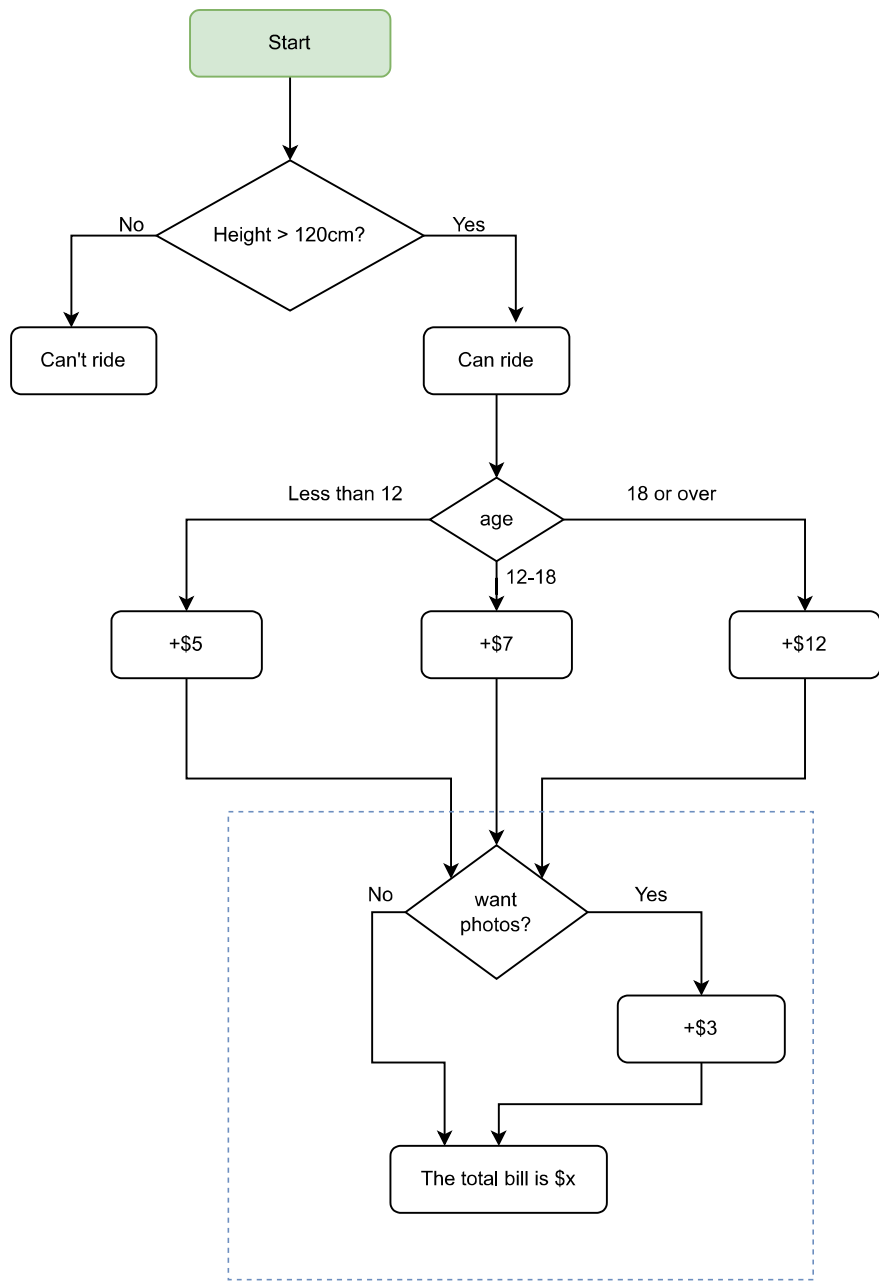 Start
Height > 120cm?
No
Yes
Can't ride
Can ride
Less than 12
18 or over
age
12-18
+$5
+$7
+$12
No
want
photos?
Yes
+$3
The total bill is $x